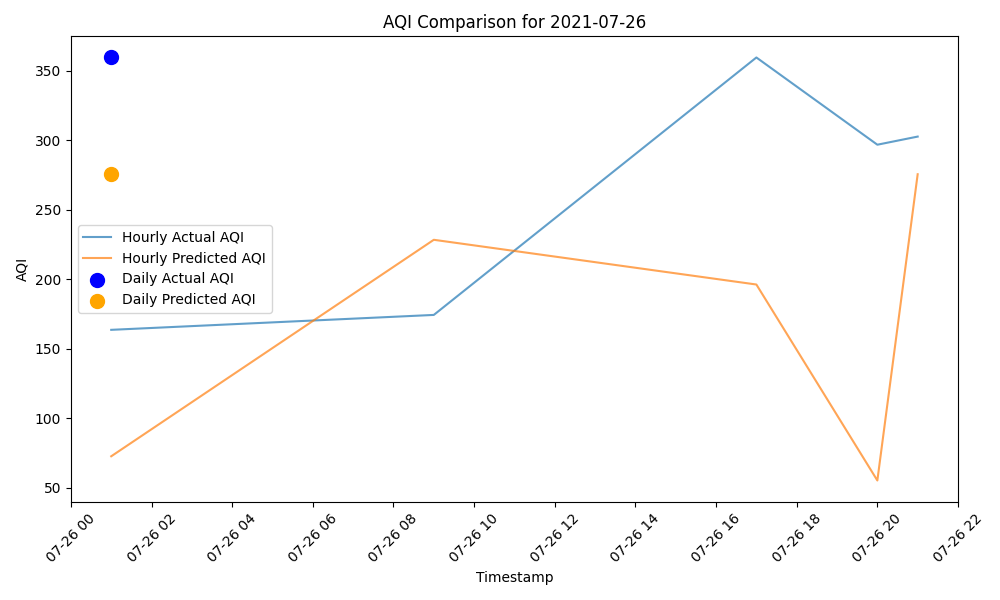 AQI Comparison for 2021-07-26
AQI
350
300
250
200
150
100
50
Hourly Actual AQI
Hourly Predicted AQI
Daily Actual AQI
Daily Predicted AQI
07-26 00
07-26 02
07-26 04
07-26 06
07-26 08
07-26 10
07-26 12
07-26 14
07-26 16
07-26 18
07-26 20
07-26 22
Timestamp